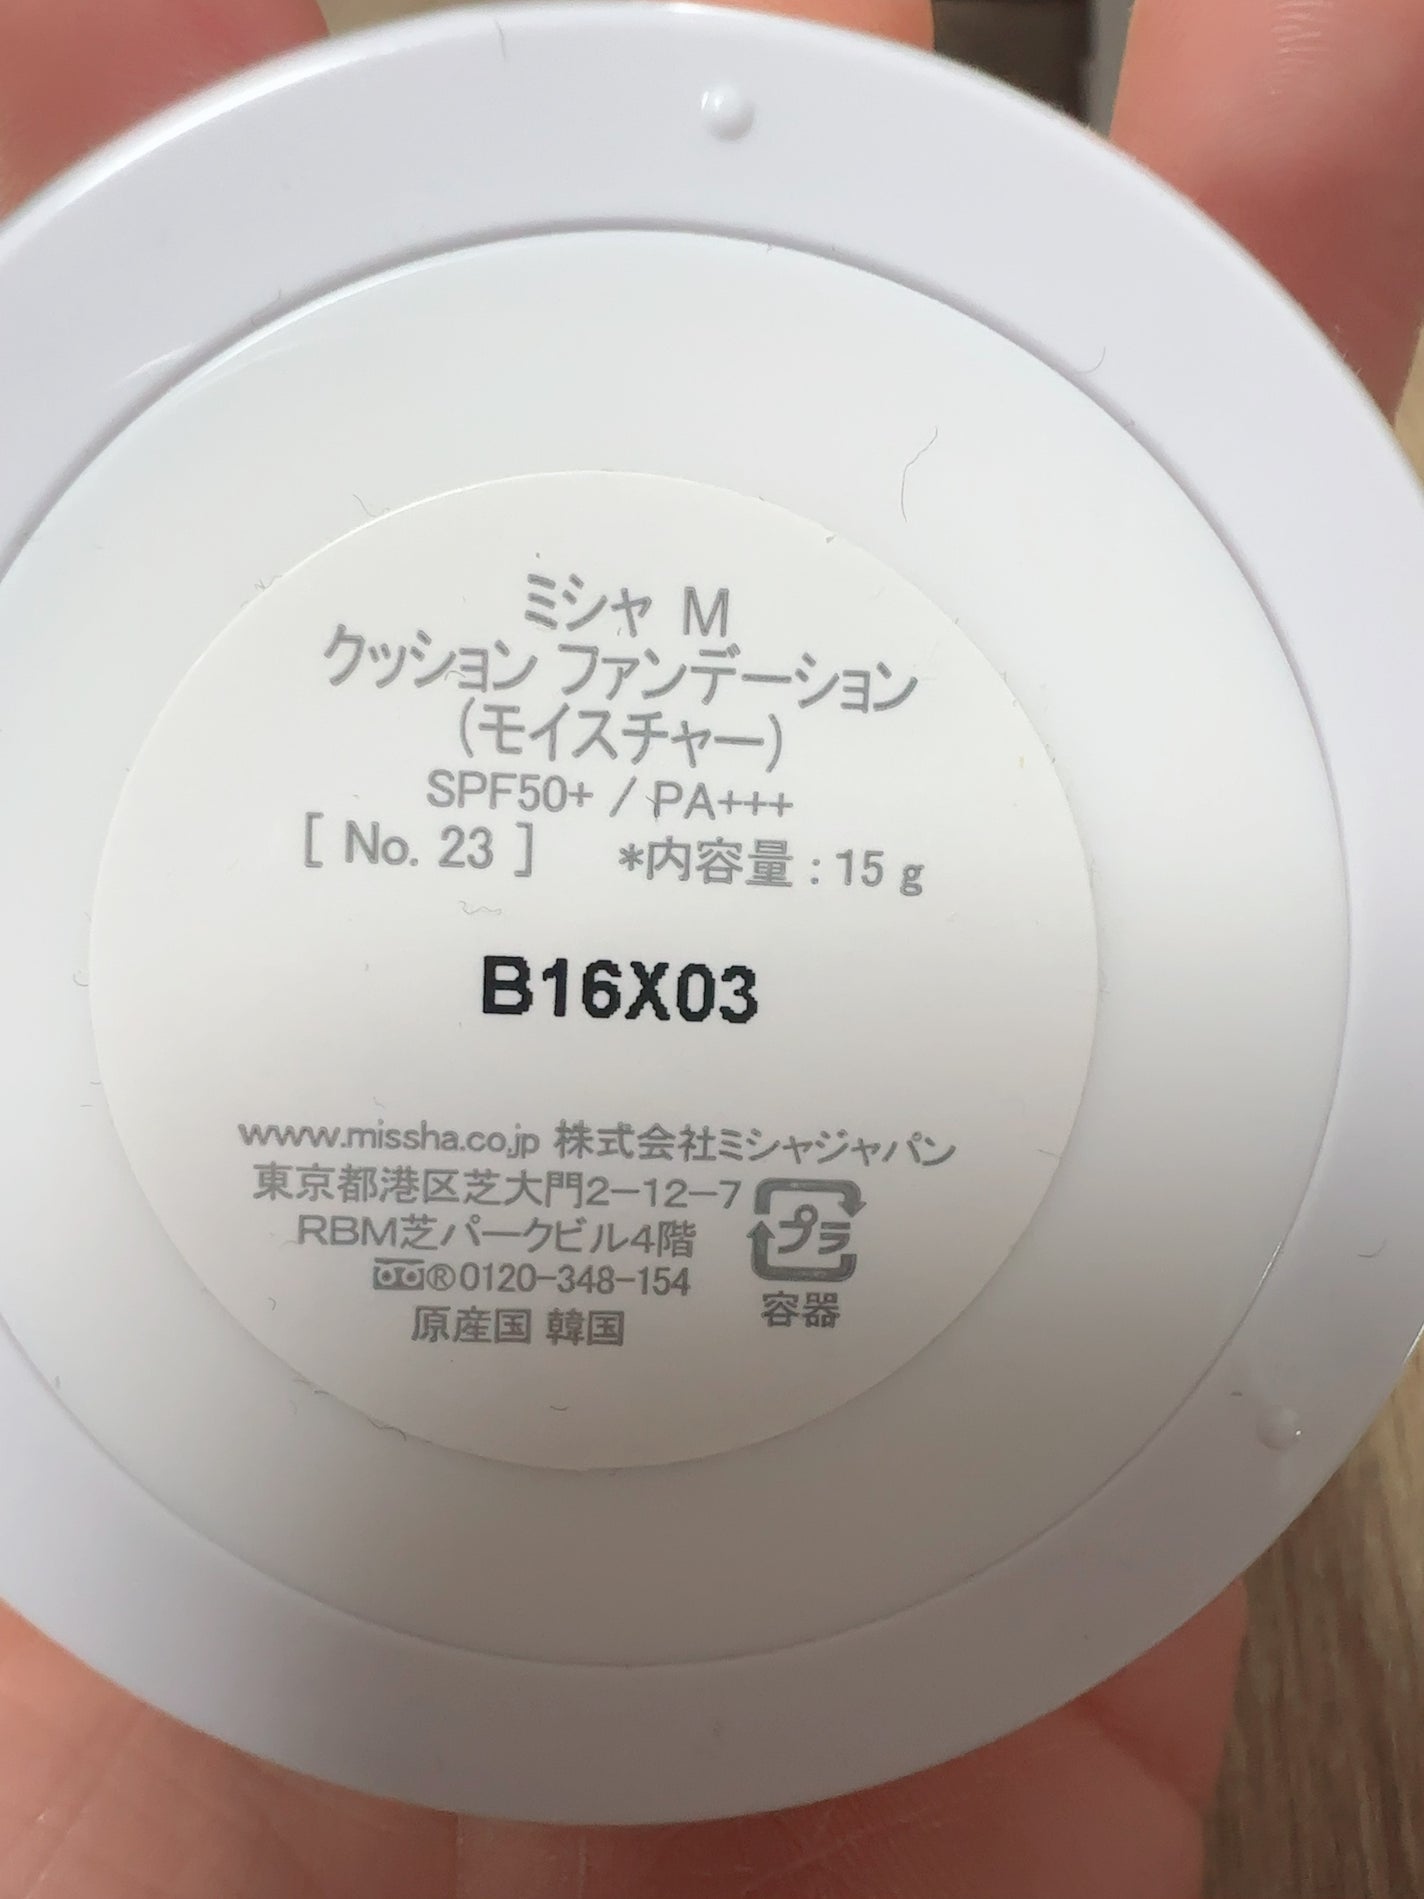 ミシャ M
クッション ファンデーション
(モイスチャー)
SPF50+ / PA+++
[ No. 23 ] *内容量 : 15 g
B16X03
www.missha.co.jp 株式会社ミシャジャパン
東京都港区芝大門2-12-7
RBM芝パークビル4階
®0120-348-154
原産国 韓国
プラ
容器